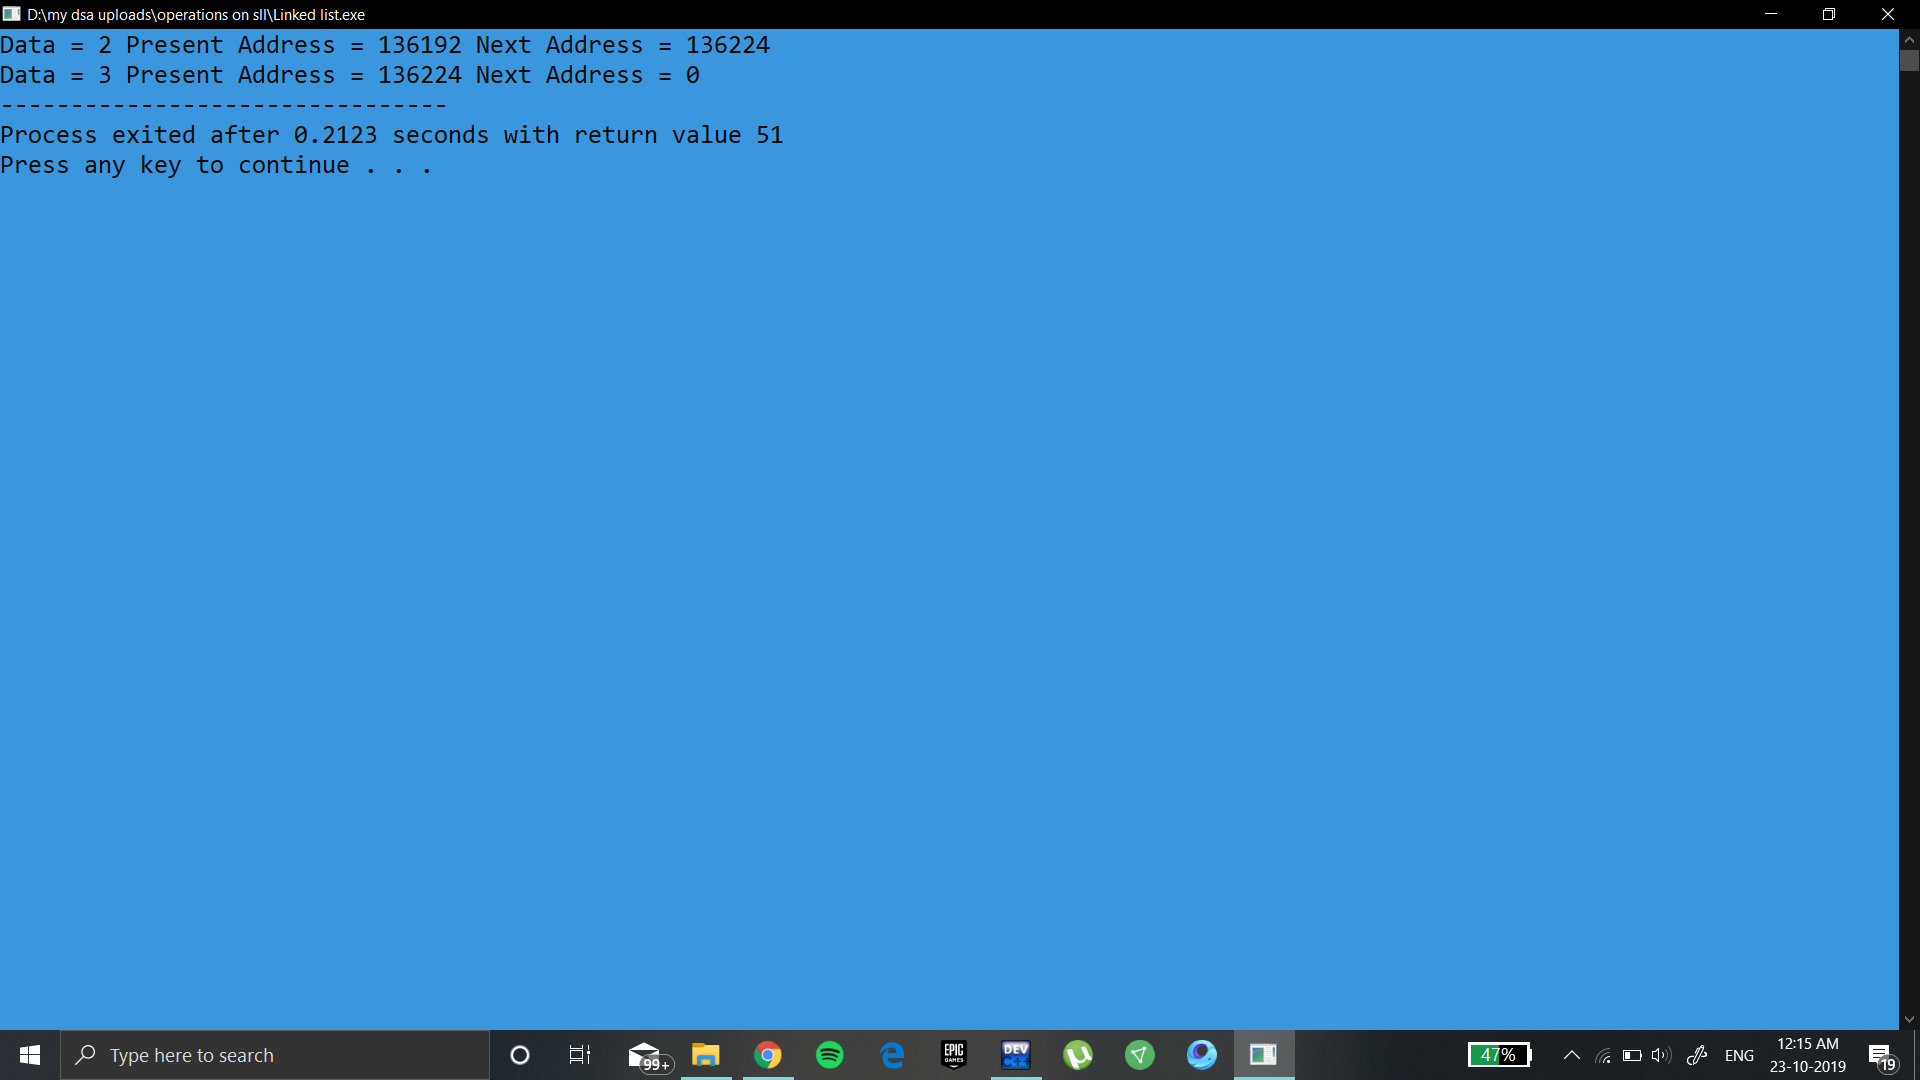 D:\my dsa uploads\operations on sll\Linked list.exe
Data = 2 Present Address = 136192 Next Address = 136224
Data = 3 Present Address = 136224 Next Address = 0
--------------------------------
Process exited after 0.2123 seconds with return value 51
Press any key to continue . . .
Type here to search
99+
EPIC
GAMES
DEV
C++
47%
ENG
12:15 AM
23-10-2019
19